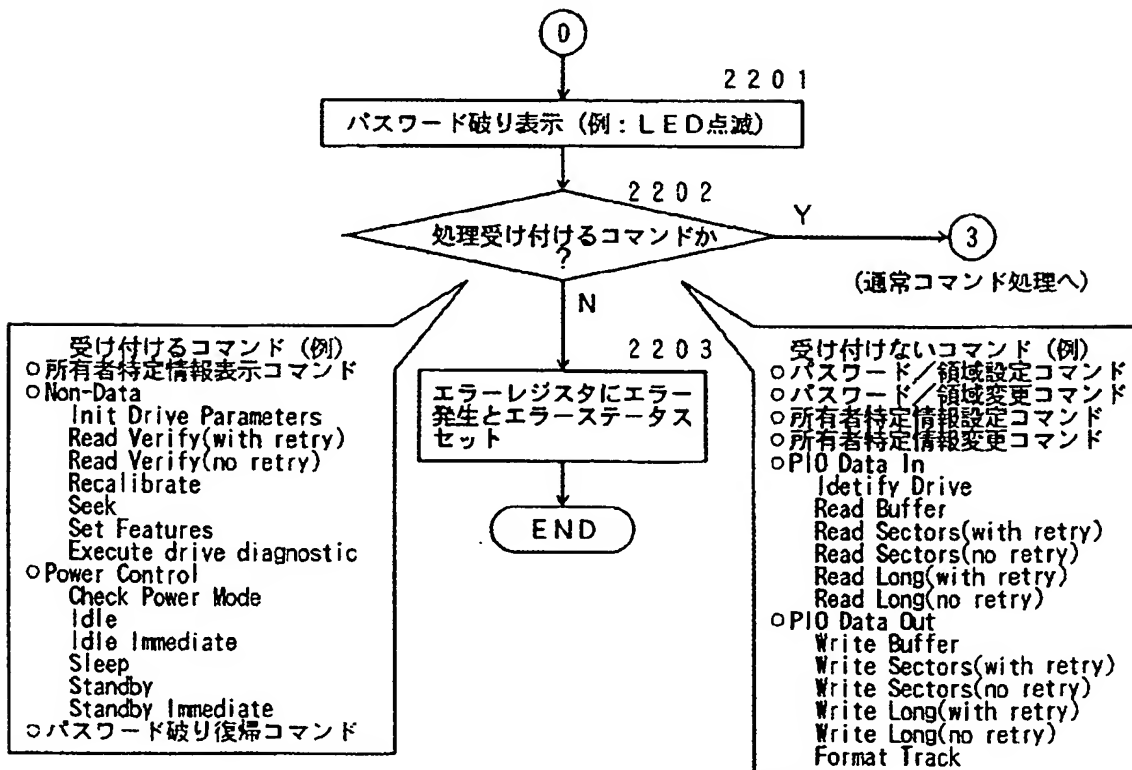 0
2201
パスワード破り表示(例:LED点滅)
2202
処理受け付けるコマンドか
?
Y
3
(通常コマンド処理へ)
N
2203
エラーレジスタにエラー
発生とエラーステータス
セット
END
受け付けるコマンド(例)
○所有者特定情報表示コマンド
○Non-Data
Init Drive Parameters
Read Verify(with retry)
Read Verify(no retry)
Recalibrate
Seek
Set Features
Execute drive diagnostic
○Power Control
Check Power Mode
Idle
Idle Immediate
Sleep
Standby
Standby Immediate
○パスワード破り復帰コマンド
受け付けないコマンド(例)
○パスワード/領域設定コマンド
○パスワード/領域変更コマンド
○所有者特定情報設定コマンド
○所有者特定情報変更コマンド
○PIO Data In
Idetify Drive
Read Buffer
Read Sectors(with retry)
Read Sectors(no retry)
Read Long(with retry)
Read Long(no retry)
○PIO Data Out
Write Buffer
Write Sectors(with retry)
Write Sectors(no retry)
Write Long(with retry)
Write Long(no retry)
Format Track